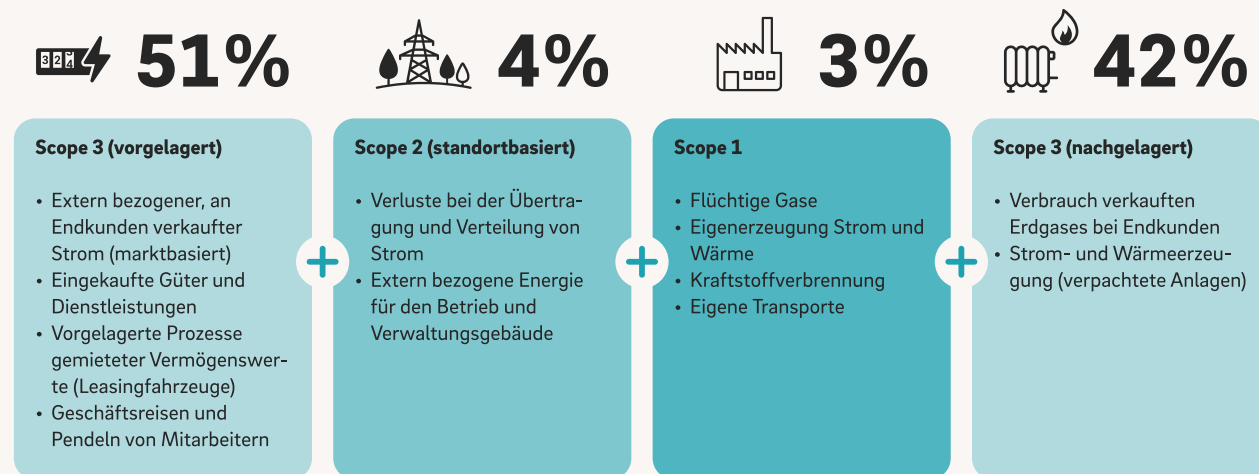 51%
Scope 3 (vorgelagert)
• Extern bezogener, an
Endkunden verkaufter
Strom (marktbasiert)
• Eingekaufte Güter und
Dienstleistungen
• Vorgelagerte Prozesse
gemieteter Vermögenswer-
te (Leasingfahrzeuge)
• Geschäftsreisen und
Pendeln von Mitarbeitern
+
4%
Scope 2 (standortbasiert)
• Verluste bei der Übertra-
gung und Verteilung von
Strom
• Extern bezogene Energie
für den Betrieb und
Verwaltungsgebäude
+
3%
Scope 1
• Flüchtige Gase
• Eigenerzeugung Strom und
Wärme
• Kraftstoffverbrennung
• Eigene Transporte
+
42%
Scope 3 (nachgelagert)
• Verbrauch verkauften
Erdgases bei Endkunden
• Strom- und Wärmeerzeu-
gung (verpachtete Anlagen)